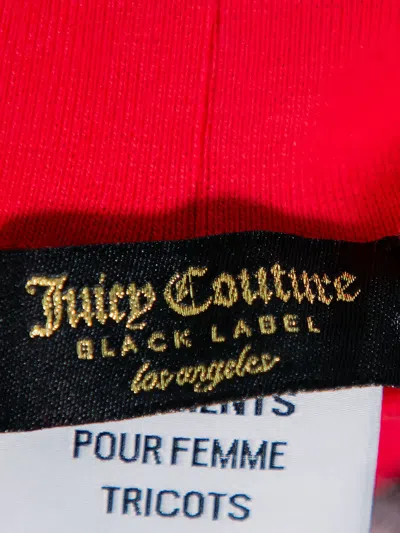 Juicy Couture
BLACK LABEL
los angeles
POUR FEMME
TRICOTS